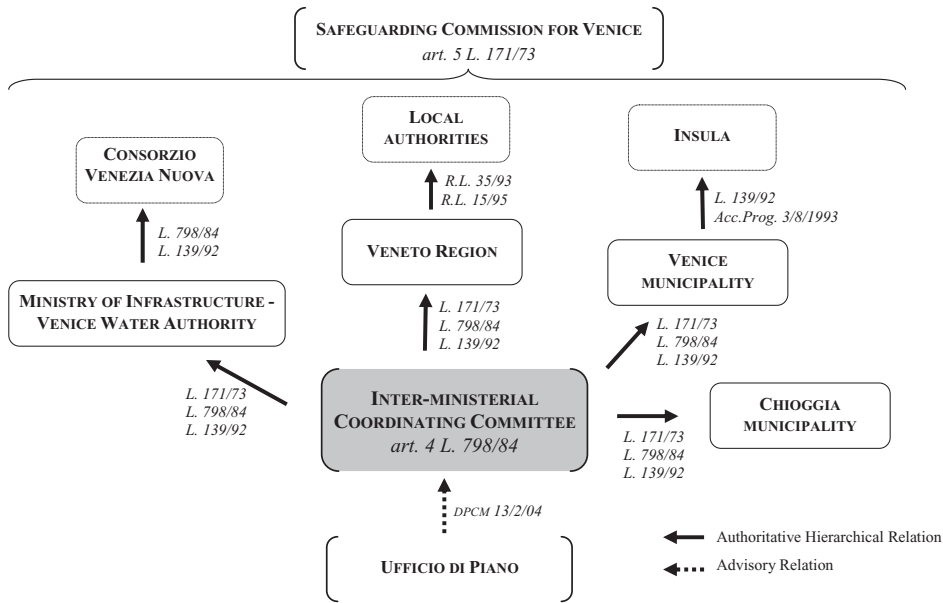 SAFEGUARDING COMMISSION FOR VENICE
art. 5 L. 171/73
LOCAL
AUTHORITIES
INSULA
CONSORZIO
VENEZIA NUOVA
R.L. 35/93
R.L. 15/95
L. 139/92
Acc.Prog. 3/8/1993
L. 798/84
L. 139/92
VENETO REGION
VENICE
MUNICIPALITY
MINISTRY OF INFRASTRUCTURE -
VENICE WATER AUTHORITY
L. 171/73
L. 798/84
L. 139/92
L. 171/73
L. 798/84
L. 139/92
L. 171/73
L. 798/84
L. 139/92
INTER-MINISTERIAL
COORDINATING COMMITTEE
art. 4 L. 798/84
CHIOGGIA
MUNICIPALITY
L. 171/73
L. 798/84
L. 139/92
DPCM 13/2/04
UFFICIO DI PIANO
Authoritative Hierarchical Relation
Advisory Relation